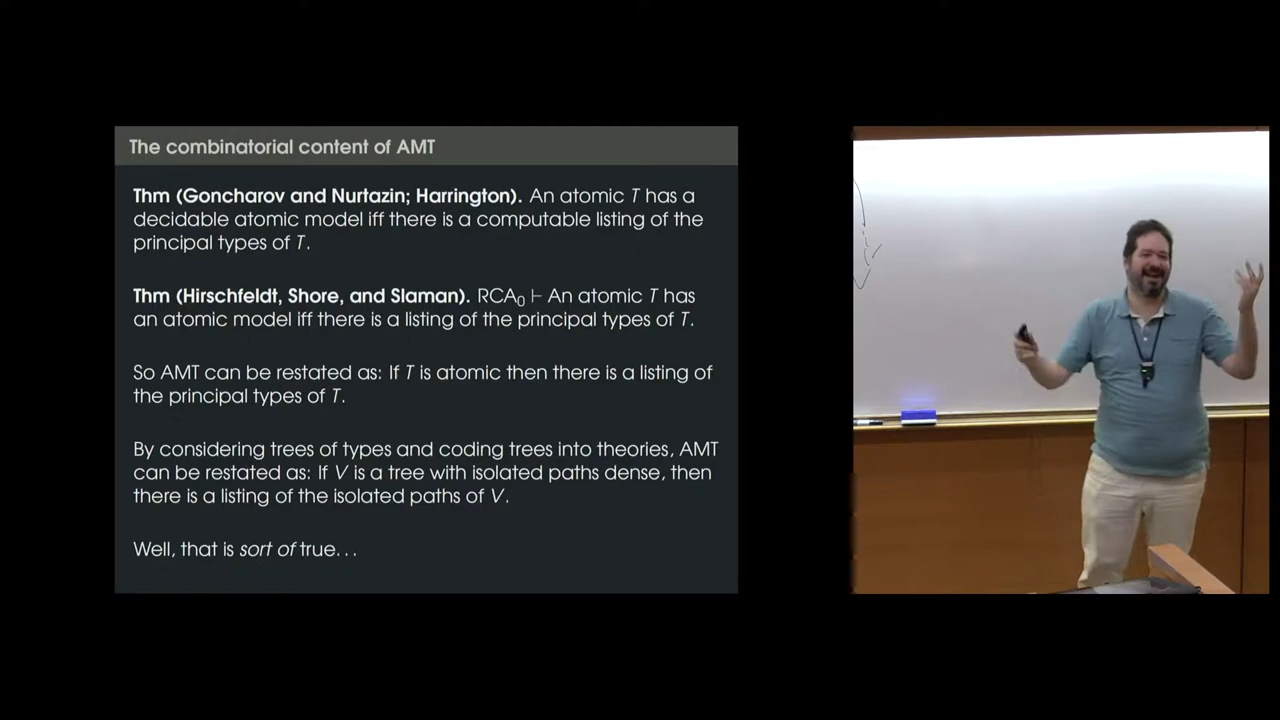 The combinatorial content of AMT
Thm (Goncharov and Nurtazin; Harrington). An atomic T has a
decidable atomic model iff there is a computable listing of the
principal types of T.
Thm (Hirschfeldt, Shore, and Slaman). RCA₀ ⊢ An atomic T has
an atomic model iff there is a listing of the principal types of T.
So AMT can be restated as: If T is atomic then there is a listing of
the principal types of T.
By considering trees of types and coding trees into theories, AMT
can be restated as: If V is a tree with isolated paths dense, then
there is a listing of the isolated paths of V.
Well, that is sort of true...